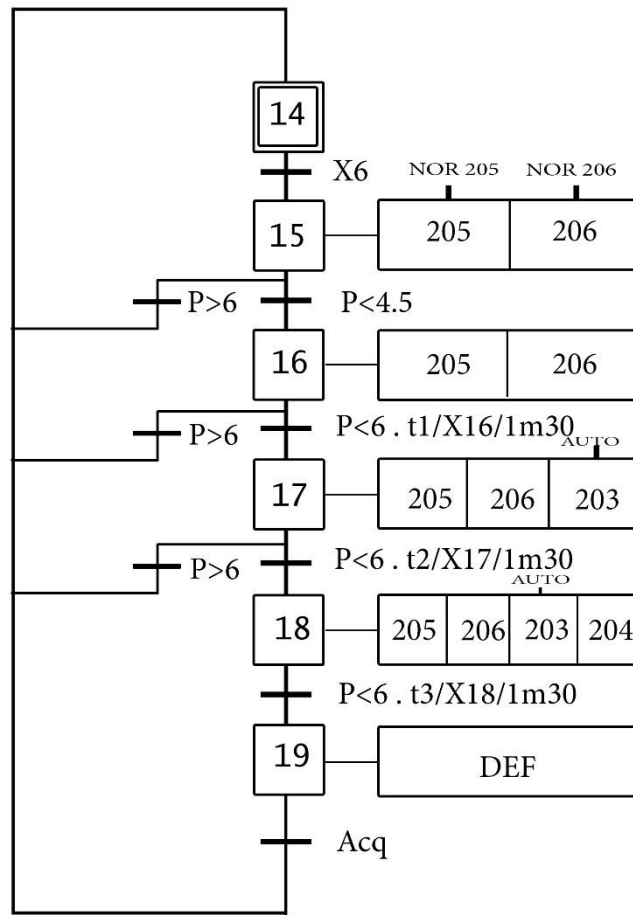 14
X6
NOR 205 NOR 206
15 205 206
P>6 P<4.5
16 205 206
P>6 P<6 . t1/X16/1m30
AUTO
17 205 206 203
P>6 P<6 . t2/X17/1m30
AUTO
18 205 206 203 204
P<6 . t3/X18/1m30
19 DEF
Acq